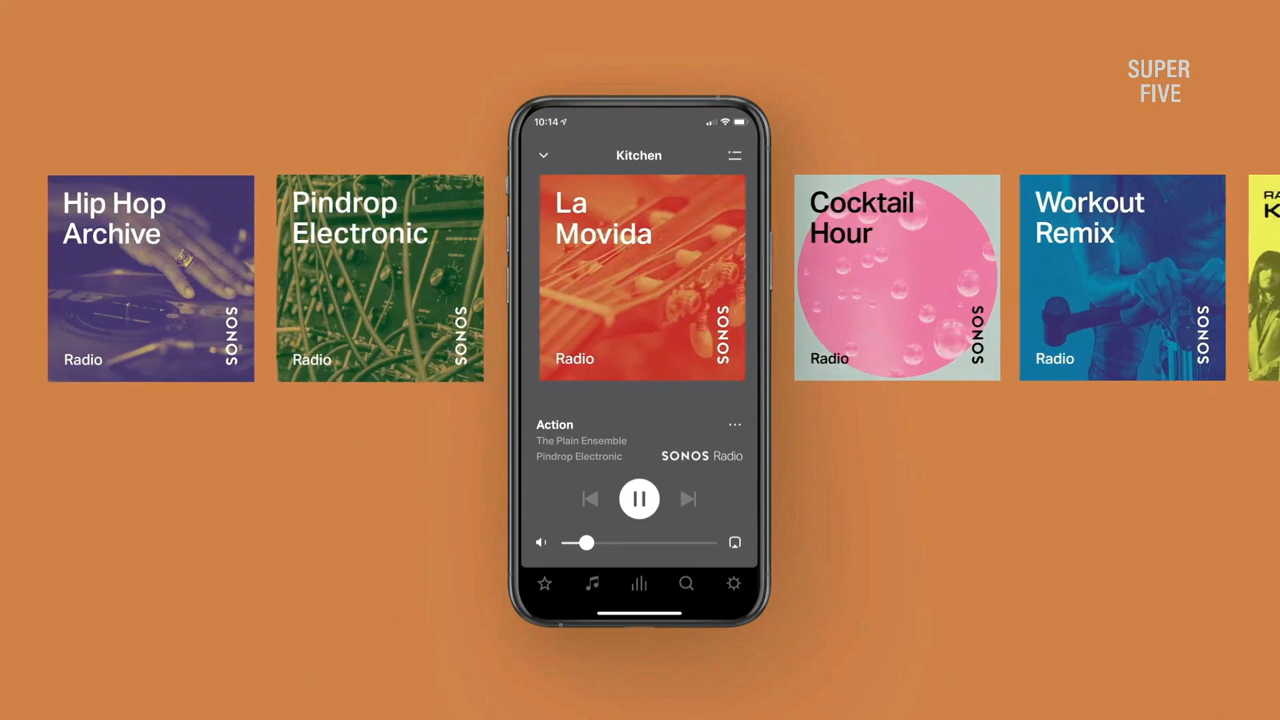 SUPER
FIVE
Hip Hop
Archive
Radio
SONOS
Pindrop
Electronic
Radio
SONOS
10:14
Kitchen
La
Movida
Radio
SONOS
Action
The Plain Ensemble
Pindrop Electronic
SONOS Radio
Cocktail
Hour
Radio
SONOS
Workout
Remix
Radio
SONOS